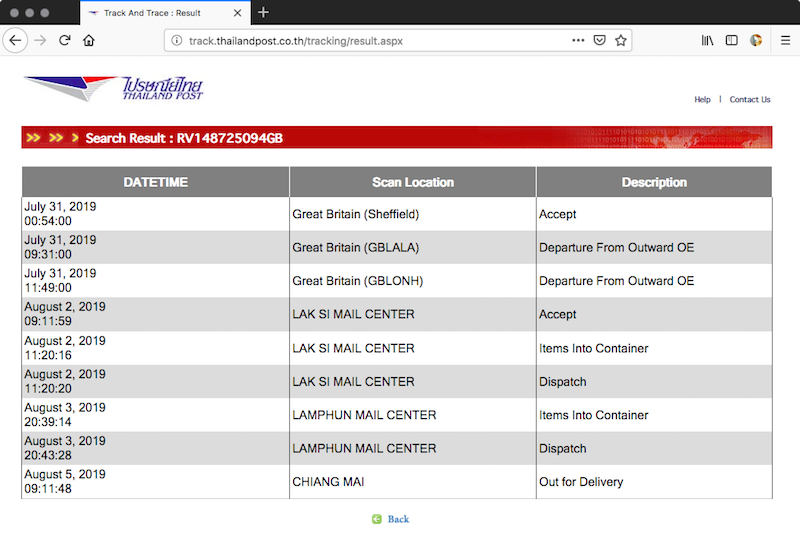 Track And Trace : Result
track.thailandpost.co.th/tracking/result.aspx
ไปรษณีย์ไทย
THAILAND POST
Help | Contact Us
Search Result : RV148725094GB
DATETIME Scan Location Description
July 31, 2019
00:54:00 Great Britain (Sheffield) Accept
July 31, 2019
09:31:00 Great Britain (GBLALA) Departure From Outward OE
July 31, 2019
11:49:00 Great Britain (GBLONH) Departure From Outward OE
August 2, 2019
09:11:59 LAK SI MAIL CENTER Accept
August 2, 2019
11:20:16 LAK SI MAIL CENTER Items Into Container
August 2, 2019
11:20:20 LAK SI MAIL CENTER Dispatch
August 3, 2019
20:39:14 LAMPHUN MAIL CENTER Items Into Container
August 3, 2019
20:43:28 LAMPHUN MAIL CENTER Dispatch
August 5, 2019
09:11:48 CHIANG MAI Out for Delivery
Back